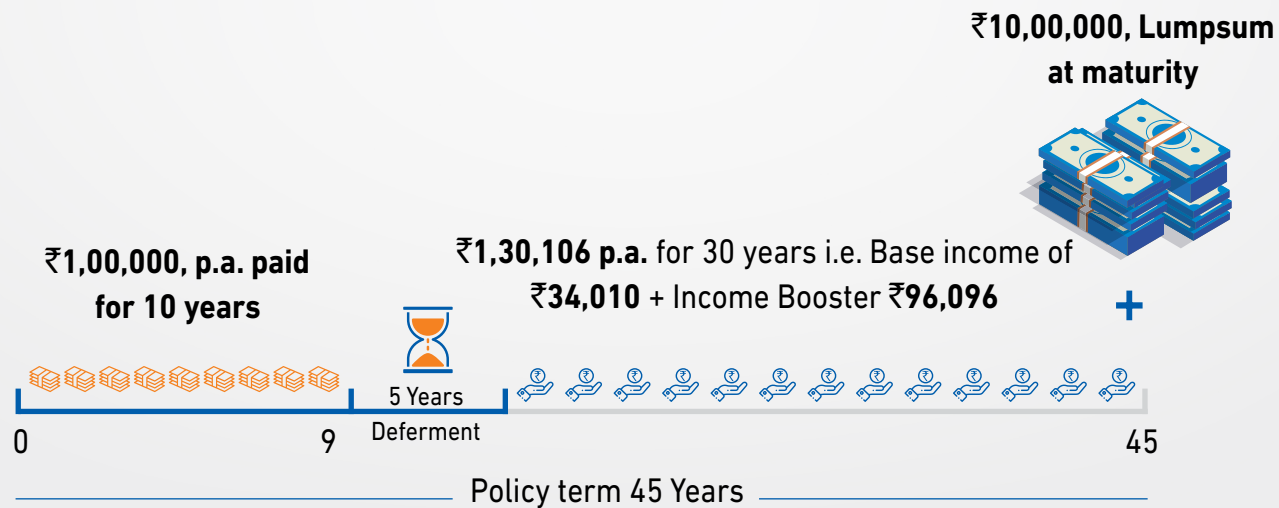 ₹10,00,000, Lumpsum
at maturity
₹1,00,000, p.a. paid
for 10 years
₹1,30,106 p.a. for 30 years i.e. Base income of
₹34,010 + Income Booster ₹96,096
+
5 Years
Deferment
0
9
45
Policy term 45 Years